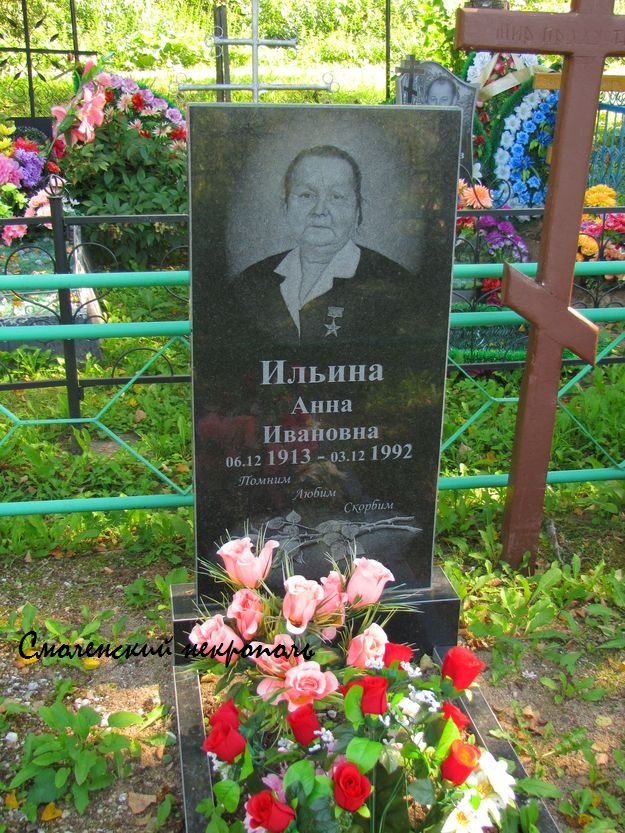 Ильина
Анна
Ивановна
06.12 1913 - 03.12 1992
Помним
Любим
Скорбим
Смоленский некрополь